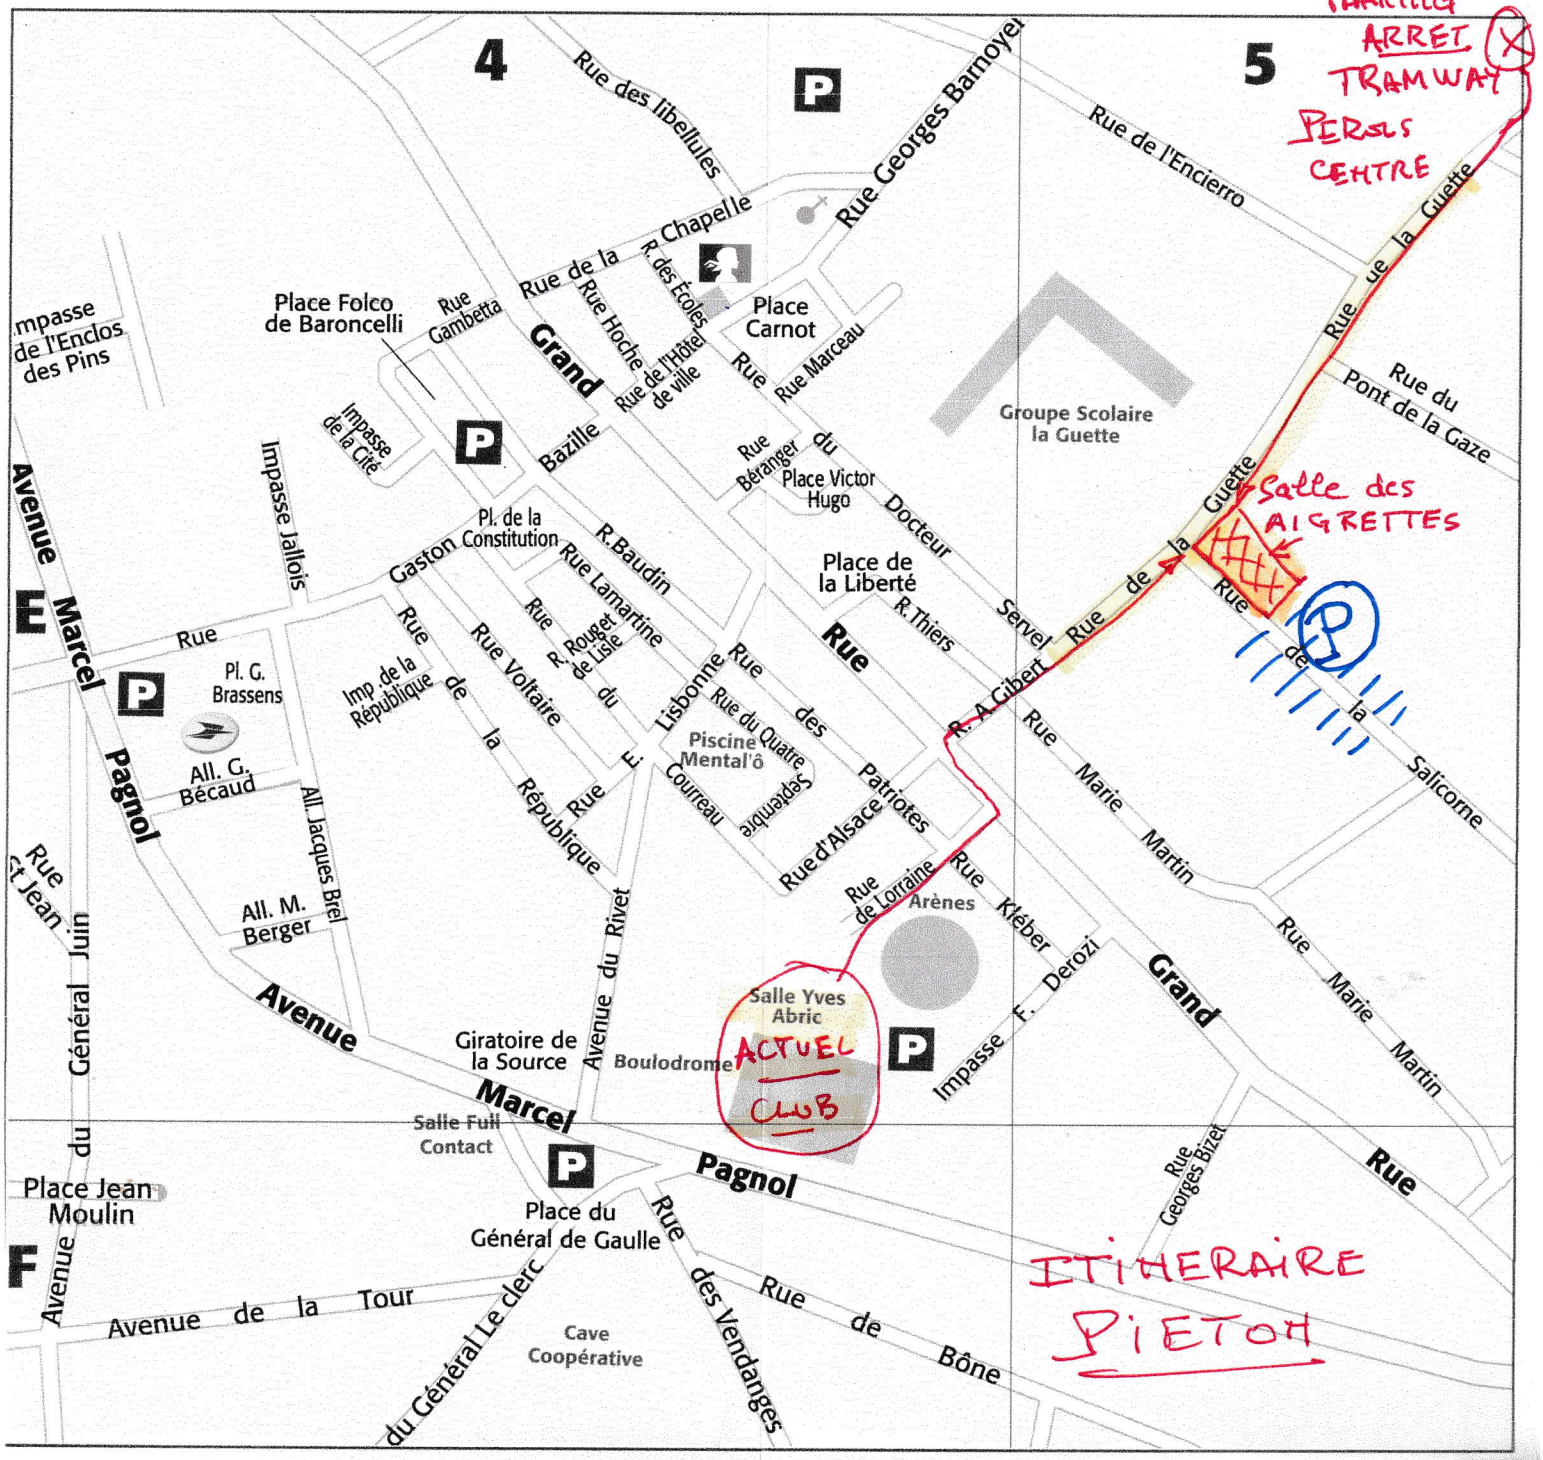 ARRET X
TRAMWAY
PEROLS
CENTRE
4
5
P
Rue des libellules
Rue Georges Barnoyer
Rue de l'Encierro
Rue de la Guette
Rue de la Chapelle
R. des Écoles
Rue Hoche
Rue
Gambetta
Place Folco
de Baroncelli
Impasse
de l'Enclos
des Pins
Grand
Place
Carnot
Rue Marceau
Rue de l'Hôtel
de ville
Groupe Scolaire
la Guette
Rue du
Pont de la Gaze
Impasse
de la Cité
P
Bazille
Rue
Béranger
Place Victor
Hugo
Rue du Docteur Servel
Salle des
AIGRETTES
Avenue Marcel Pagnol
Impasse Jallois
Pl. de la
Constitution
Gaston
R.Baudin
Rue Lamartine
Place de
la Liberté
R. Thiers
Rue
Rue de la Guette
P
Rue de la Salicorne
E
Rue
Pl. G.
Brassens
P
Imp. de la
République
Rue Voltaire
R. Rouget
de Lisle
Rue du
Rue de la République
Rue E. Lisbonne
Rue des Patriotes
Rue du Quatre
Septembre
Piscine
Mental'ô
Courreau
R. A.Gibert
Rue Marie Martin
All. G.
Bécaud
All. Jacques Brel
Rue d'Alsace
Rue
de Lorraine
Arènes
Rue Kléber
Rue
St Jean
All. M.
Berger
Avenue du Rivet
Impasse F. Derozi
Grand
Rue Marie Martin
Avenue du Général Juin
Avenue
Giratoire de
la Source
Boulodrome
Salle Yves
Abric
ACTUEL
CLUB
P
Marcel
Salle Full
Contact
P
Pagnol
Rue
Georges Bizet
Rue
Place Jean
Moulin
Place du
Général de Gaulle
F
Avenue de la Tour
du Général Le clerc
Cave
Coopérative
Rue des Vendanges
Rue de Bône
ITINERAIRE
PIETON